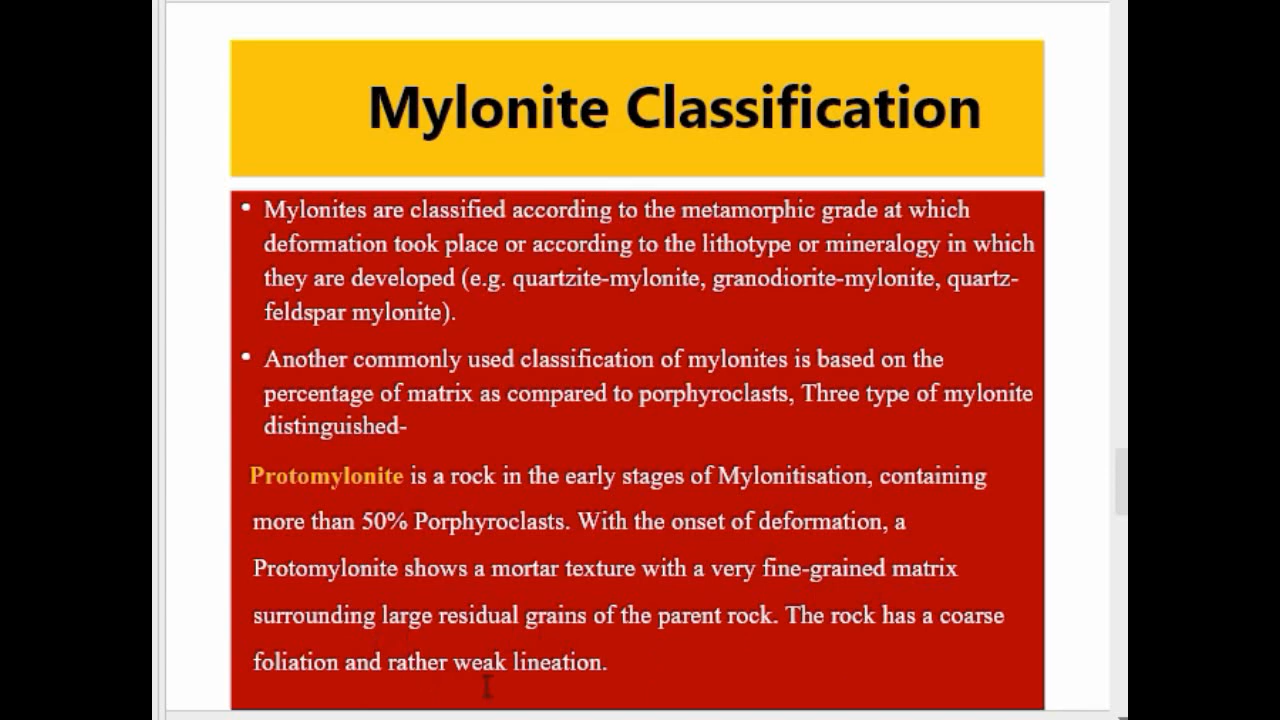 Mylonite Classification
• Mylonites are classified according to the metamorphic grade at which
deformation took place or according to the lithotype or mineralogy in which
they are developed (e.g. quartzite-mylonite, granodiorite-mylonite, quartz-
feldspar mylonite).
• Another commonly used classification of mylonites is based on the
percentage of matrix as compared to porphyroclasts, Three type of mylonite
distinguished-
Protomylonite is a rock in the early stages of Mylonitisation, containing
more than 50% Porphyroclasts. With the onset of deformation, a
Protomylonite shows a mortar texture with a very fine-grained matrix
surrounding large residual grains of the parent rock. The rock has a coarse
foliation and rather weak lineation.